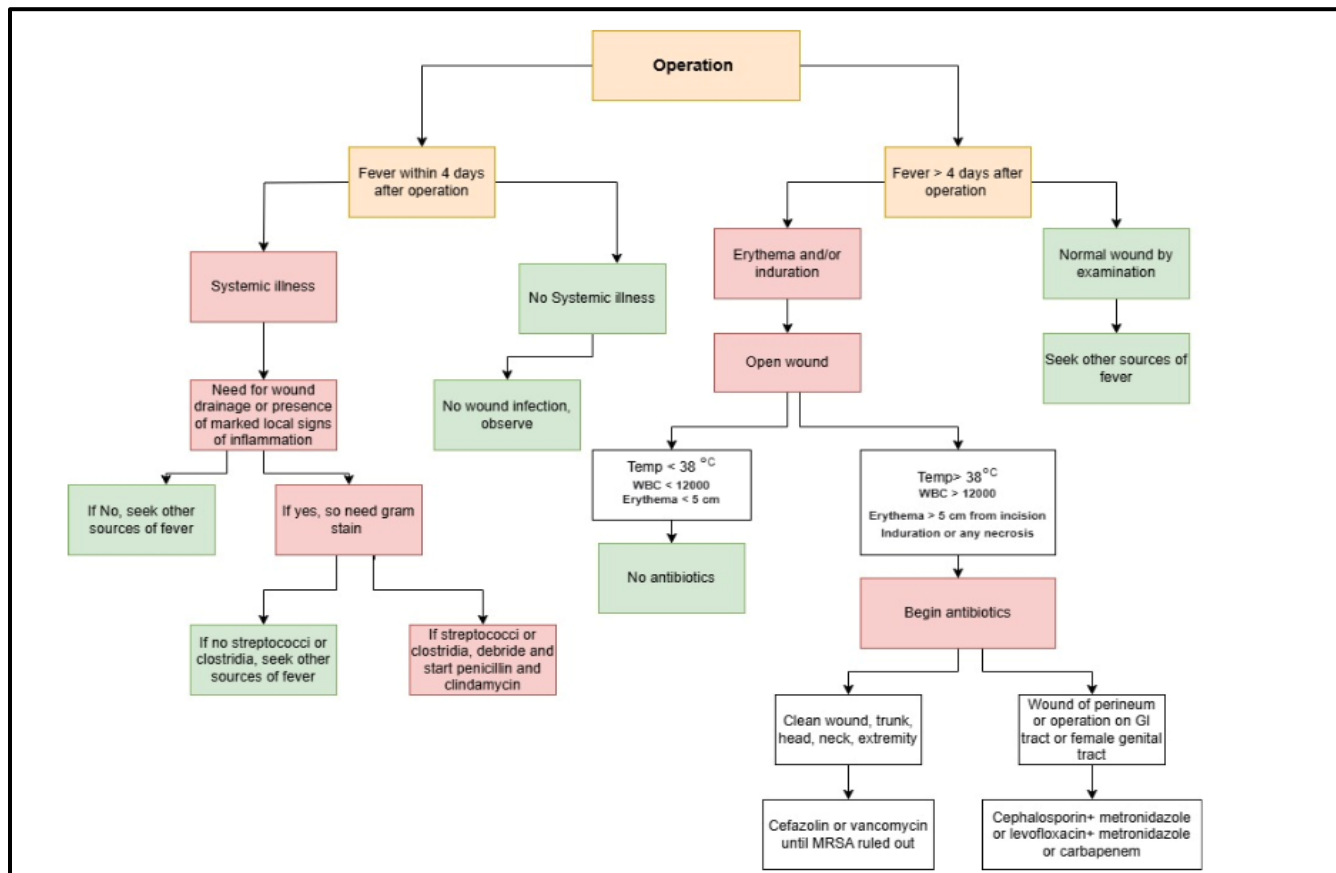 Operation
Fever within 4 days
after operation
Fever > 4 days after
operation
Systemic illness
No Systemic illness
Erythema and/or
induration
Normal wound by
examination
Need for wound
drainage or presence
of marked local signs
of inflammation
No wound infection,
observe
Open wound
Seek other sources of
fever
If No, seek other
sources of fever
If yes, so need gram
stain
Temp < 38 °C
WBC < 12000
Erythema < 5 cm
Temp> 38°C
WBC > 12000
Erythema > 5 cm from incision
Induration or any necrosis
If no streptococci or
clostridia, seek other
sources of fever
If streptococci or
clostridia, debride and
start penicillin and
clindamycin
No antibiotics
Begin antibiotics
Clean wound, trunk,
head, neck, extremity
Wound of perineum
or operation on GI
tract or female genital
tract
Cefazolin or vancomycin
until MRSA ruled out
Cephalosporin+ metronidazole
or levofloxacin+ metronidazole
or carbapenem